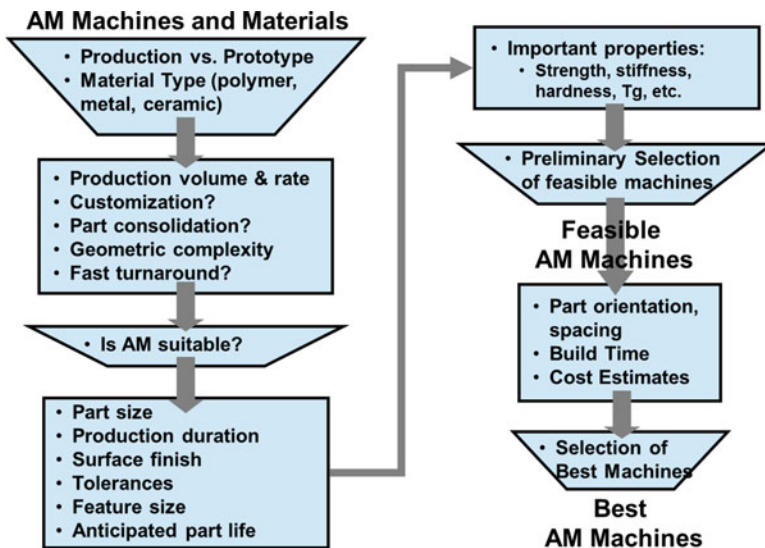 AM Machines and Materials
• Production vs. Prototype
• Material Type (polymer,
metal, ceramic)
• Production volume & rate
• Customization?
• Part consolidation?
• Geometric complexity
• Fast turnaround?
• Is AM suitable?
• Part size
• Production duration
• Surface finish
• Tolerances
• Feature size
• Anticipated part life
• Important properties:
• Strength, stiffness,
hardness, Tg, etc.
• Preliminary Selection
of feasible machines
Feasible
AM Machines
• Part orientation,
spacing
• Build Time
• Cost Estimates
• Selection of
Best Machines
Best
AM Machines